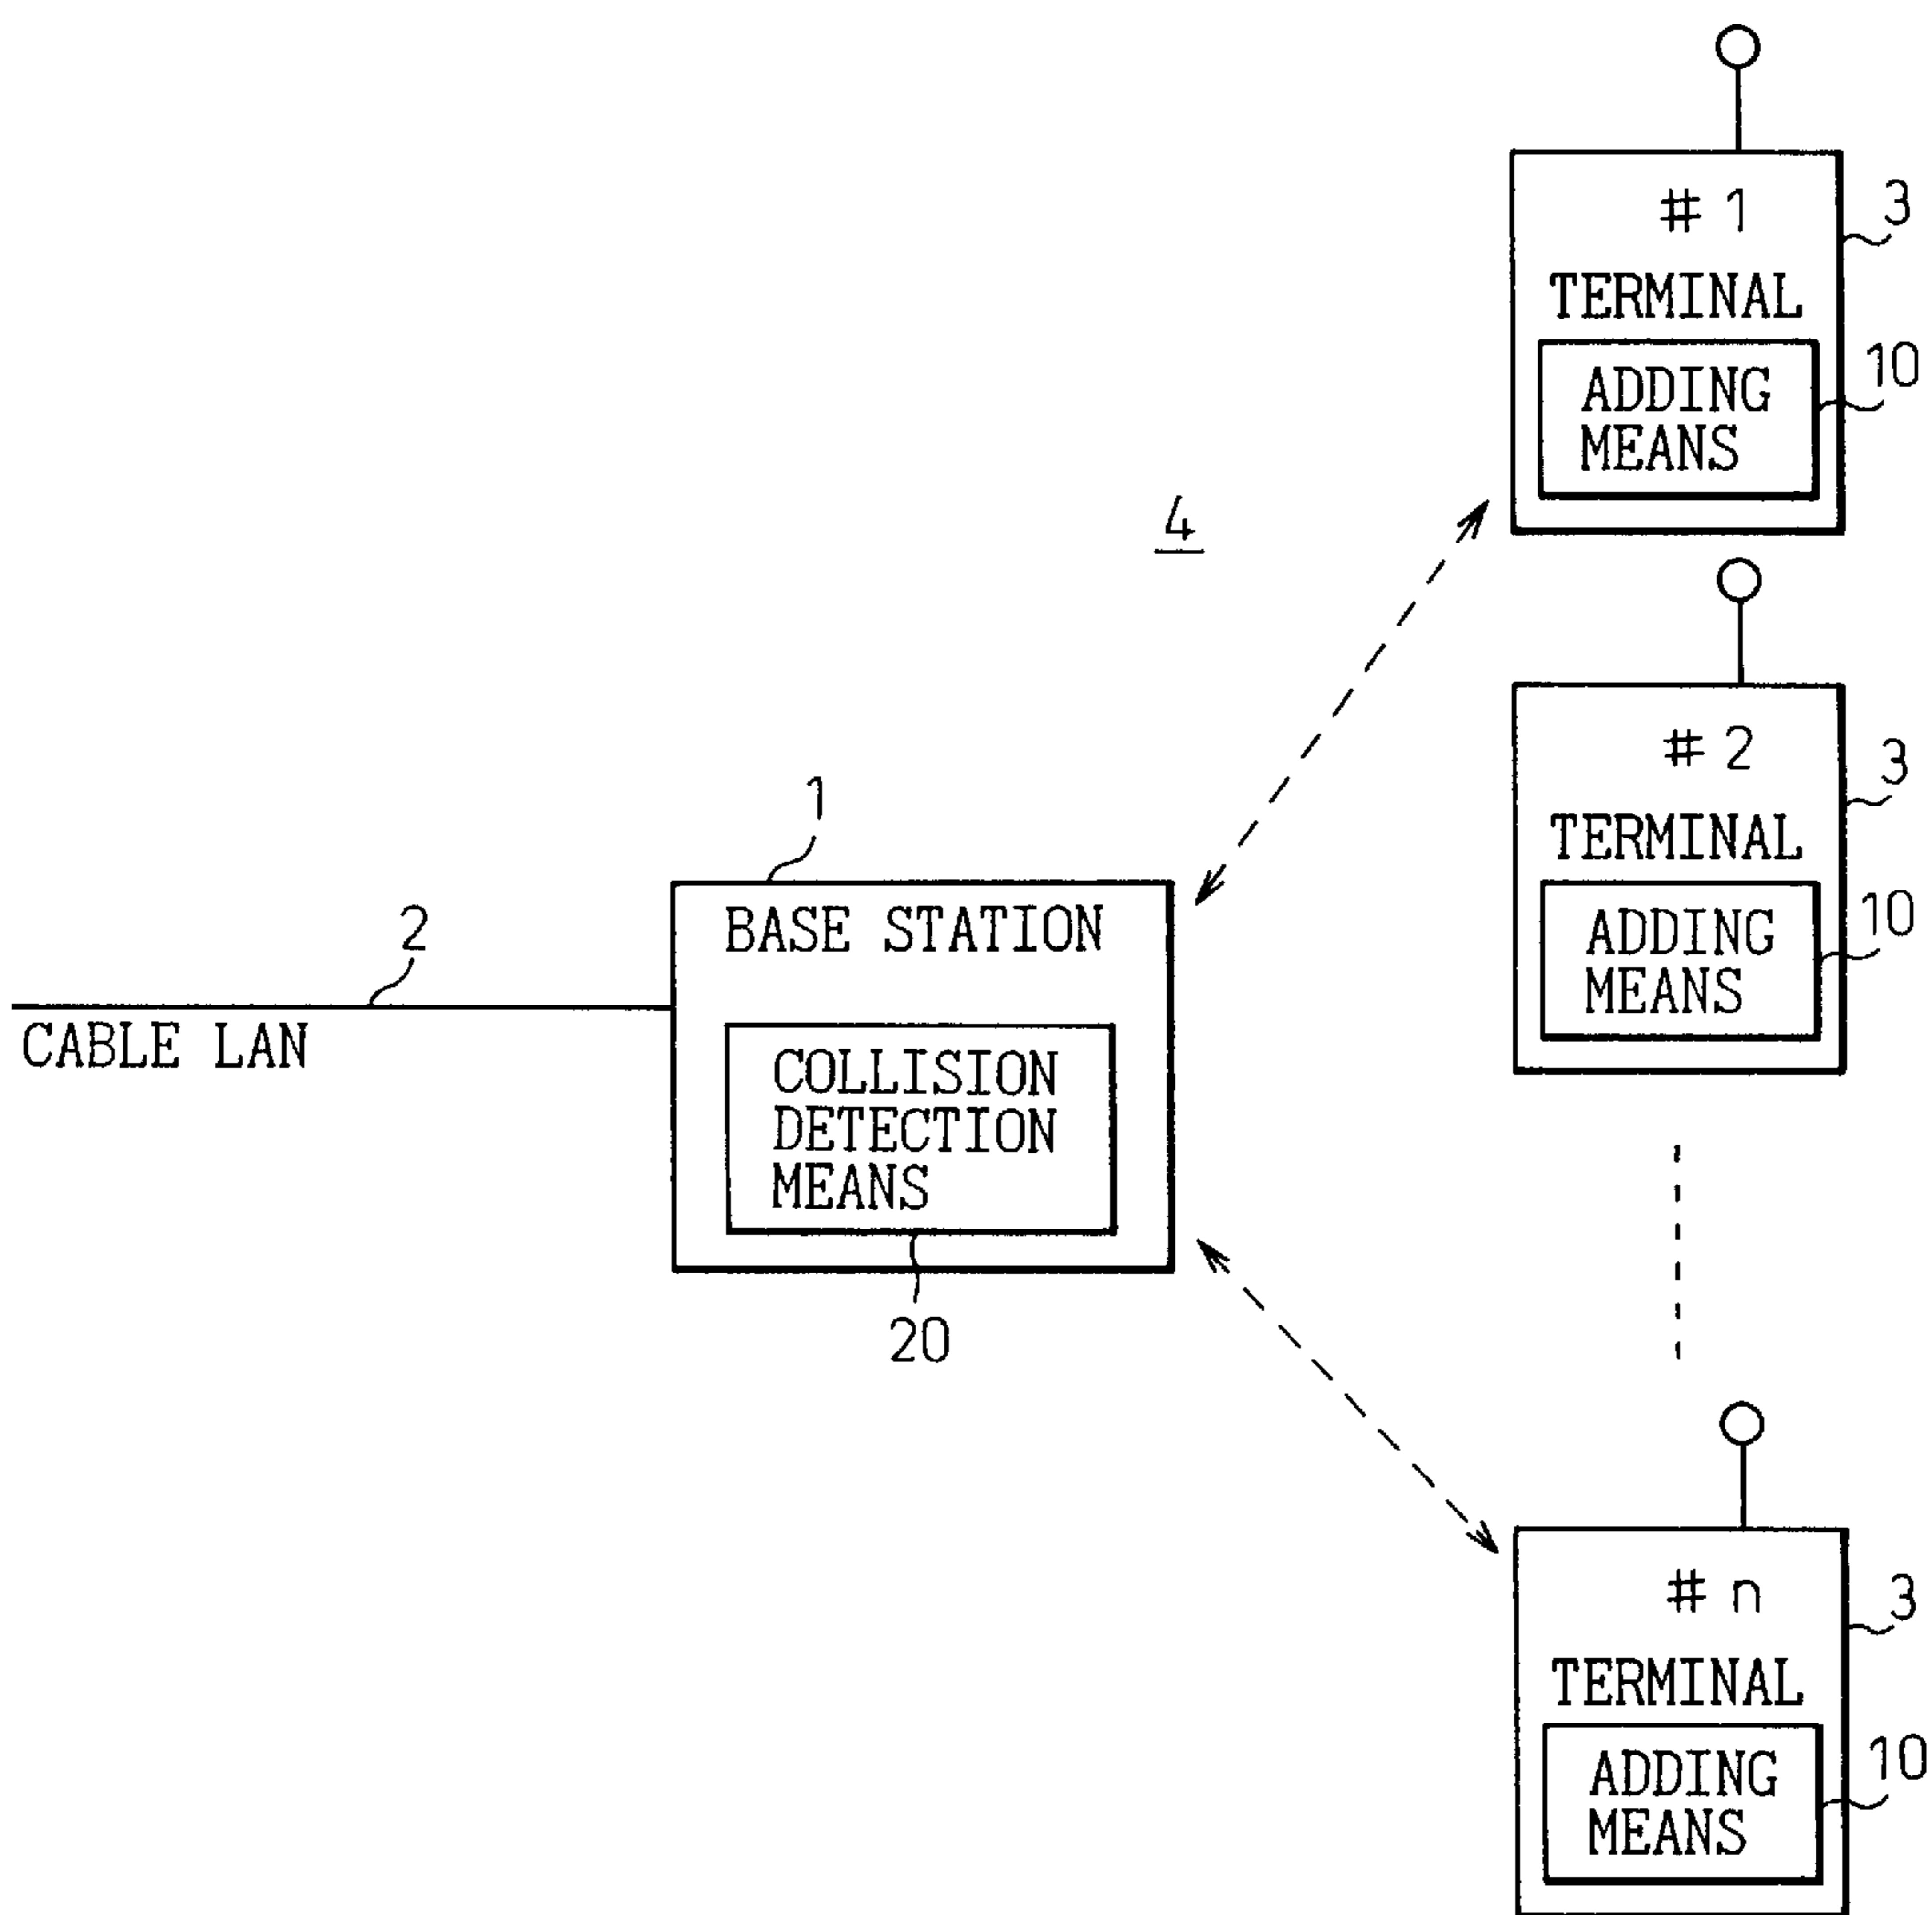 # 1
3
TERMINAL
10
ADDING
MEANS
4
# 2
3
TERMINAL
1
10
ADDING
MEANS
2
BASE STATION
CABLE LAN
COLLISION
DETECTION
MEANS
20
# n
3
TERMINAL
10
ADDING
MEANS